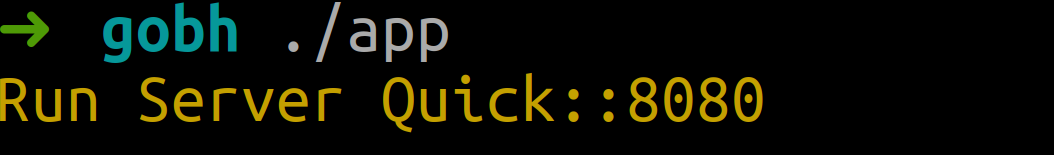 ➜ gobh ./app
Run Server Quick::8080